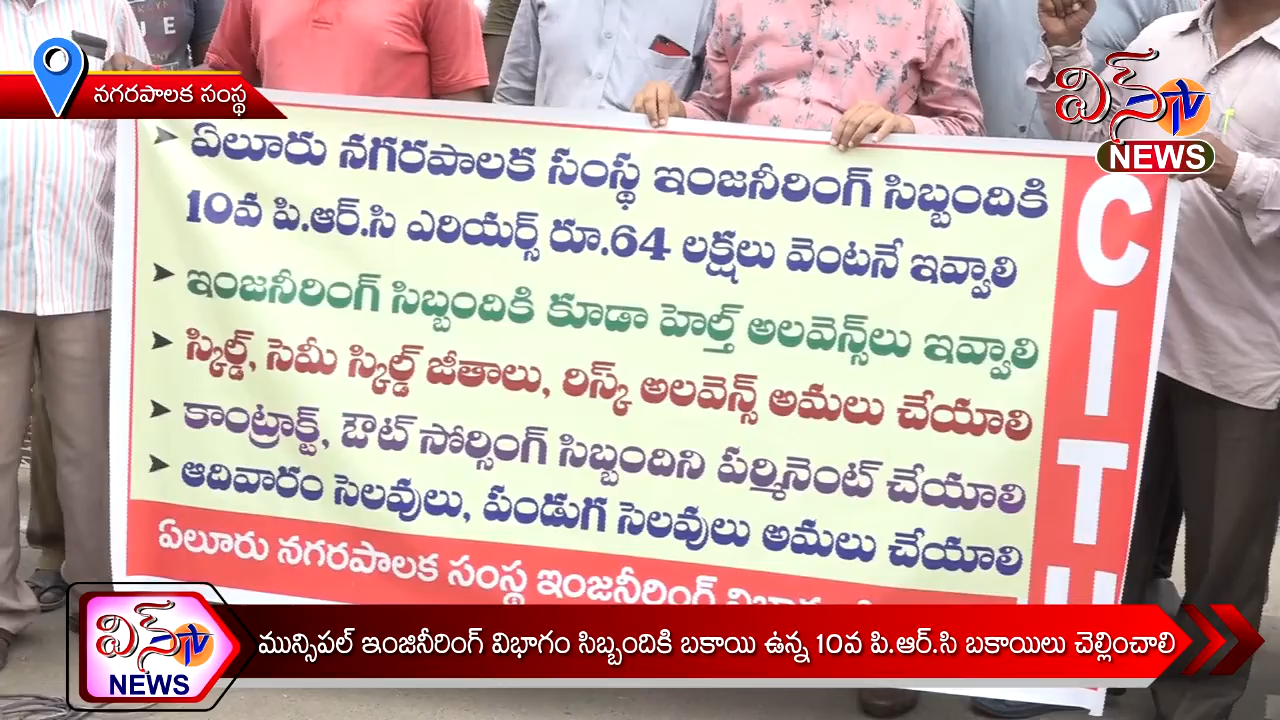 నగరపాలక సంస్థ
విన్ TV
NEWS
ఏలూరు నగరపాలక సంస్థ ఇంజనీరింగ్ సిబ్బందికి
10వ పి.ఆర్.సి ఎరియర్స్ రూ.64 లక్షలు వెంటనే ఇవ్వాలి
ఇంజనీరింగ్ సిబ్బందికి కూడా హెల్త్ అలవెన్స్‌లు ఇవ్వాలి
స్కిల్డ్, సెమీ స్కిల్డ్ జీతాలు, రిస్క్ అలవెన్స్ అమలు చేయాలి
కాంట్రాక్ట్, ఔట్ సోర్సింగ్ సిబ్బందిని పర్మినెంట్ చేయాలి
ఆదివారం సెలవులు, పండుగ సెలవులు అమలు చేయాలి
CITU
ఏలూరు నగరపాలక సంస్థ ఇంజనీరింగ్
విన్ TV
NEWS
మున్సిపల్ ఇంజినీరింగ్ విభాగం సిబ్బందికి బకాయి ఉన్న 10వ పి.ఆర్.సి బకాయిలు చెల్లించాలి